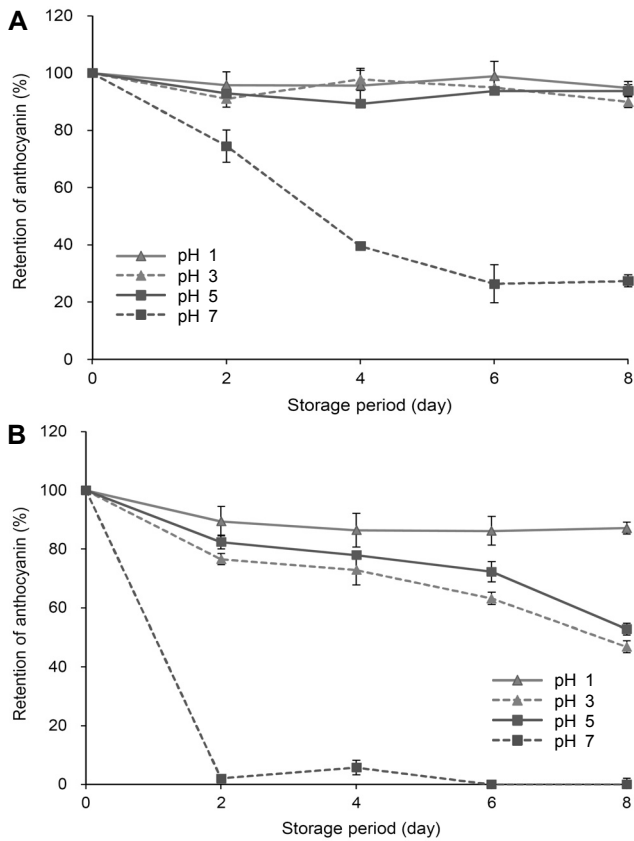 A
120
100
80
60
40
20
0
Retention of anthocyanin (%)
pH 1
pH 3
pH 5
pH 7
0 2 4 6 8
Storage period (day)
B
120
100
80
60
40
20
0
Retention of anthocyanin (%)
pH 1
pH 3
pH 5
pH 7
0 2 4 6 8
Storage period (day)